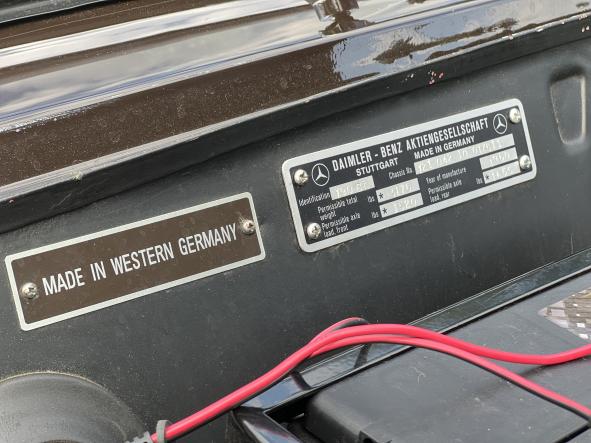 DAIMLER - BENZ AKTIENGESELLSCHAFT
STUTTGART MADE IN GERMANY
Identification Chassis No.
Permissible total weight lbs Year of manufacture
Permissible axle load, front lbs Permissible axle load, rear lbs
MADE IN WESTERN GERMANY